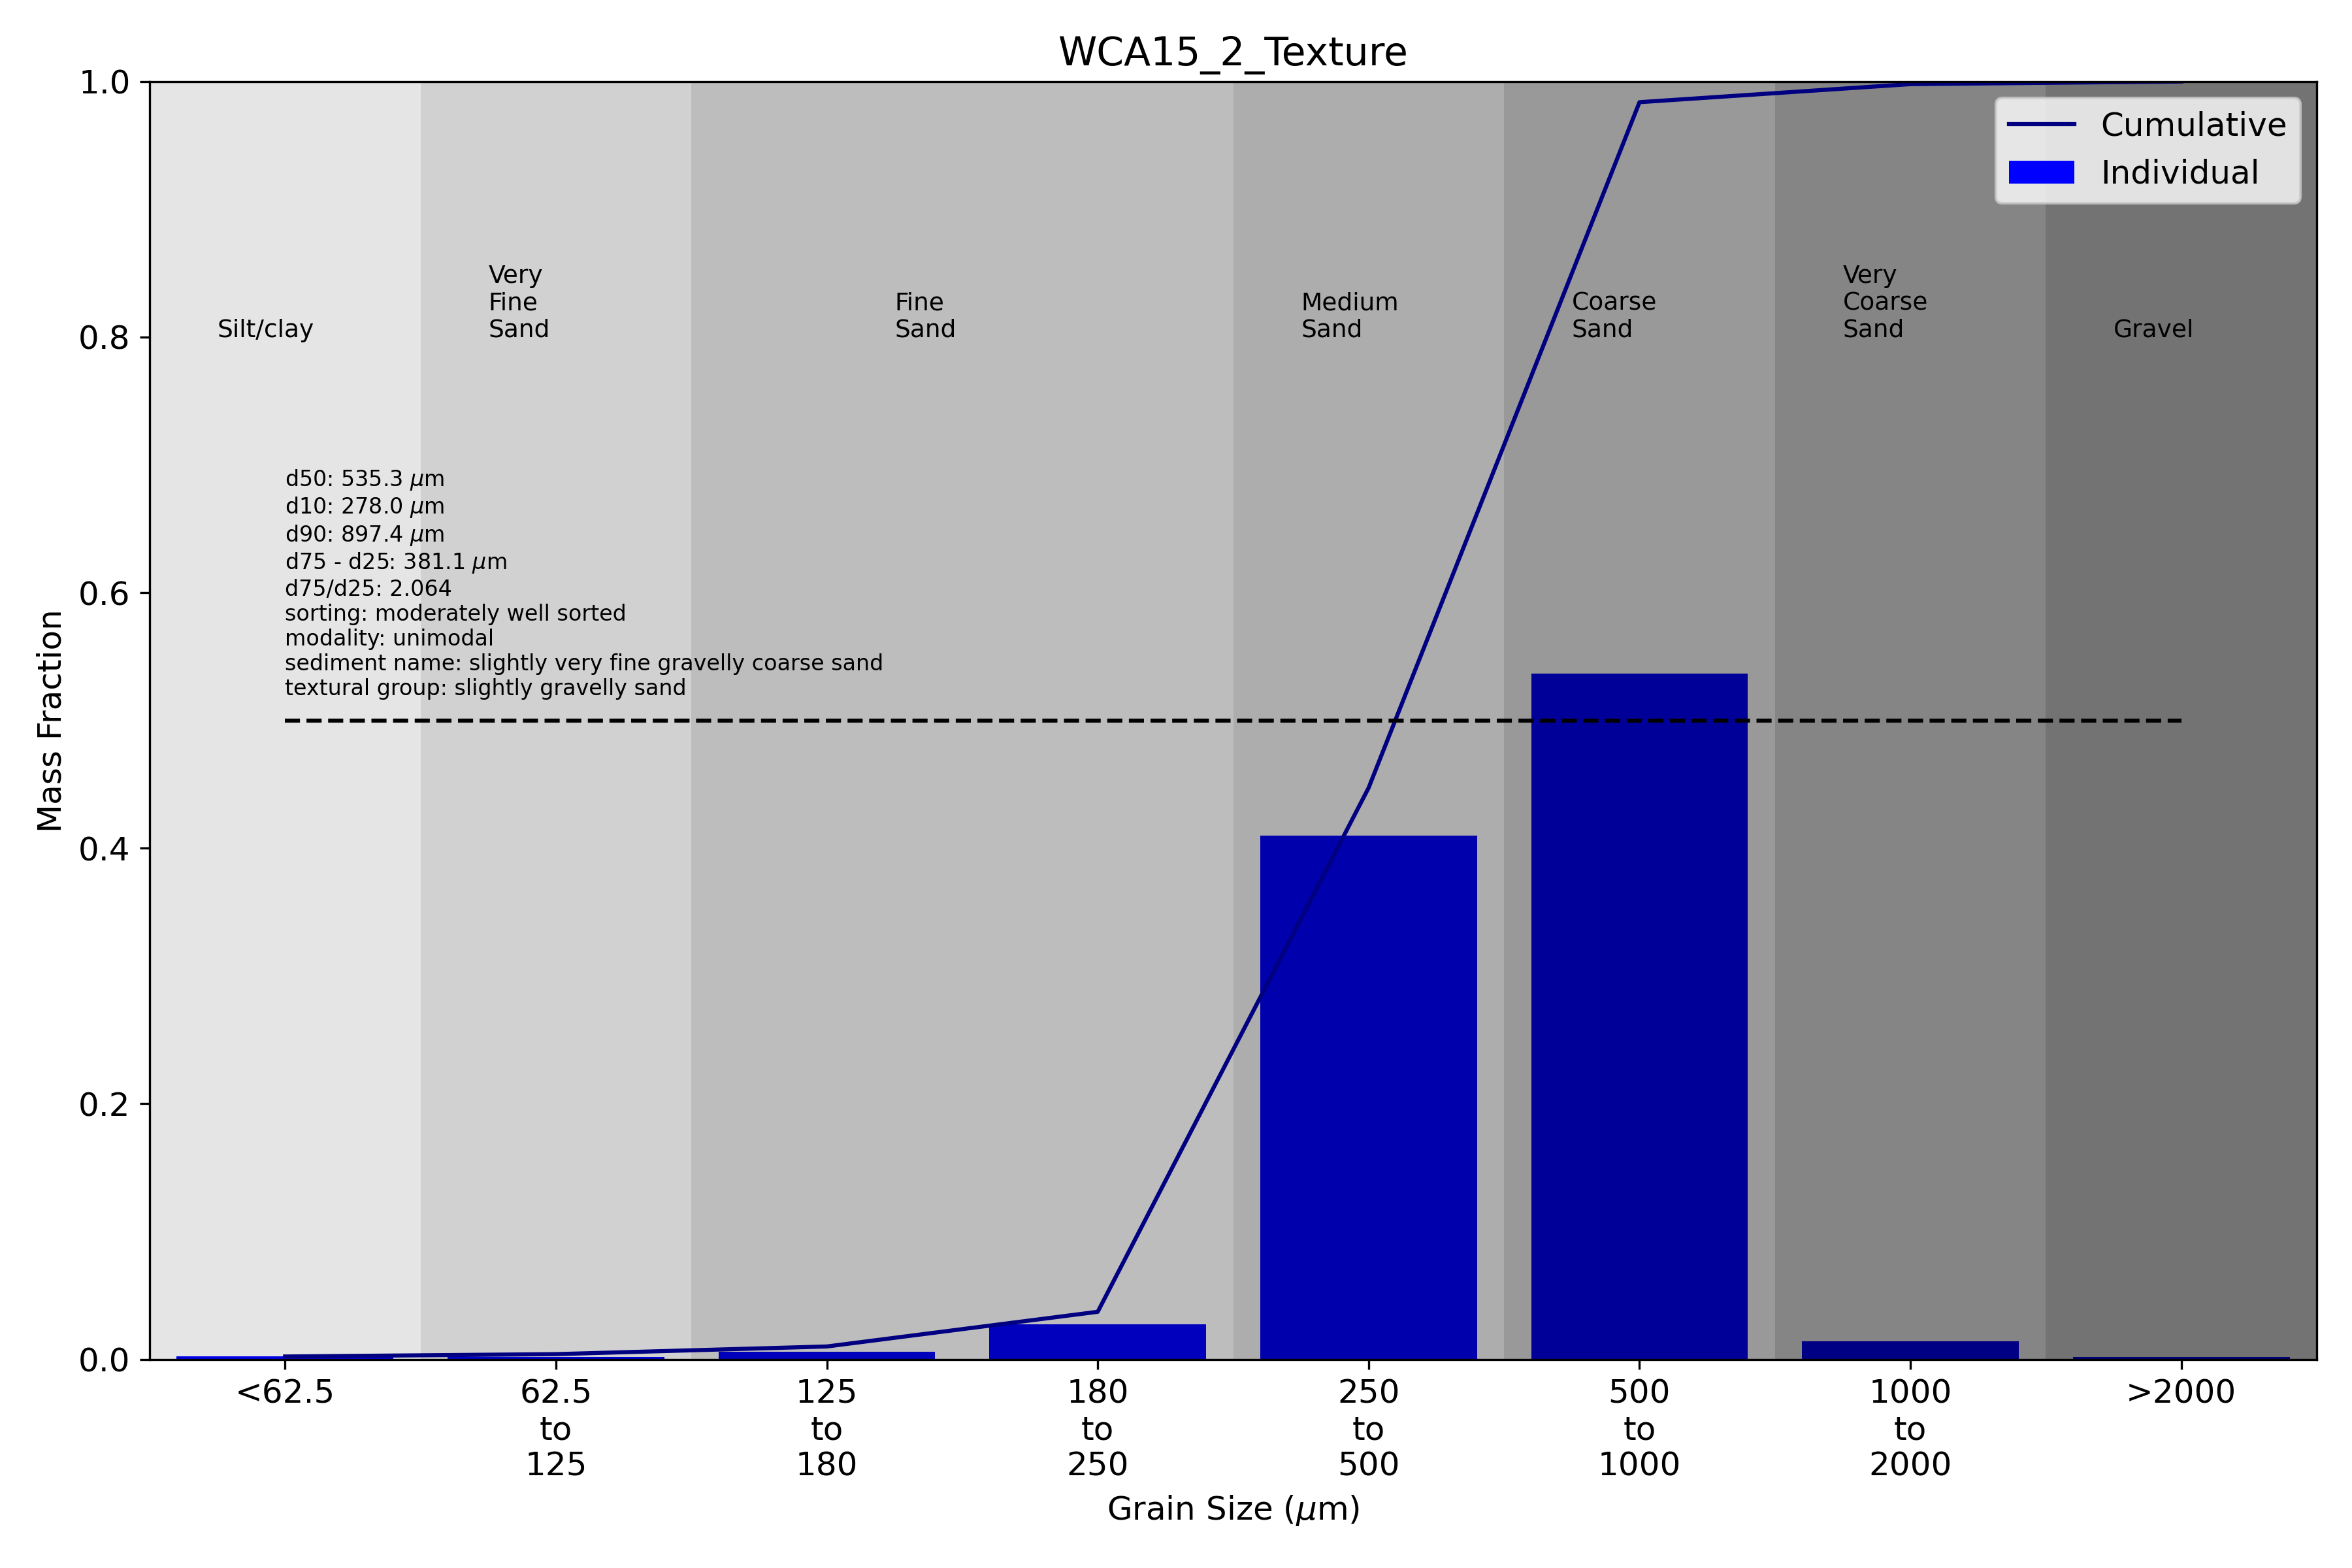 WCA15_2_Texture
1.0
0.8
0.6
0.4
0.2
0.0
Mass Fraction
Cumulative
Individual
Silt/clay
Very
Fine
Sand
Fine
Sand
Medium
Sand
Coarse
Sand
Very
Coarse
Sand
Gravel
d50: 535.3 μm
d10: 278.0 μm
d90: 897.4 μm
d75 - d25: 381.1 μm
d75/d25: 2.064
sorting: moderately well sorted
modality: unimodal
sediment name: slightly very fine gravelly coarse sand
textural group: slightly gravelly sand
<62.5
62.5
to
125
125
to
180
180
to
250
250
to
500
500
to
1000
1000
to
2000
>2000
Grain Size (μm)